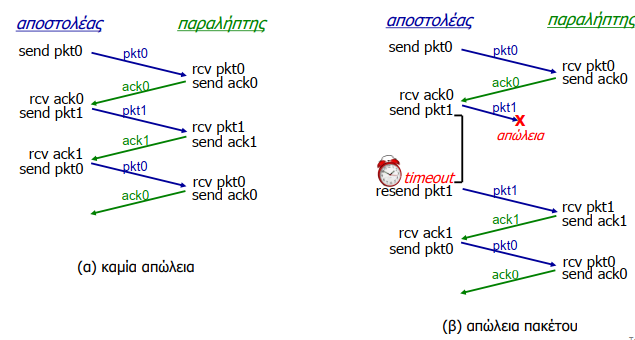 αποστολέας
παραλήπτης
send pkt0
pkt0
rcv pkt0
send ack0
ack0
rcv ack0
send pkt1
pkt1
rcv pkt1
send ack1
ack1
rcv ack1
send pkt0
pkt0
rcv pkt0
send ack0
ack0
(α) καμία απώλεια
αποστολέας
παραλήπτης
send pkt0
pkt0
rcv pkt0
send ack0
ack0
rcv ack0
send pkt1
pkt1
X
απώλεια
timeout
resend pkt1
pkt1
rcv pkt1
send ack1
ack1
rcv ack1
send pkt0
pkt0
rcv pkt0
send ack0
ack0
(β) απώλεια πακέτου